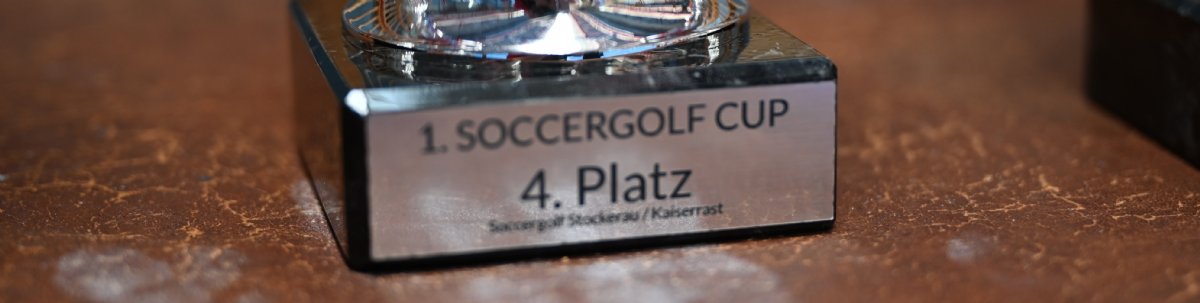 1. SOCCERGOLF CUP
4. Platz
Soccergolf Stockerau / Kaiserrast